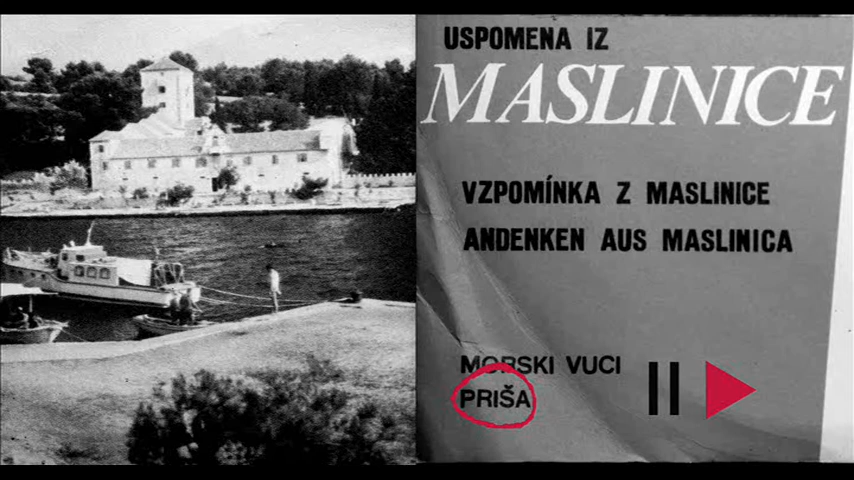 USPOMENA IZ
MASLINICE
VZPOMÍNKA Z MASLINICE
ANDENKEN AUS MASLINICA
MORSKI VUCI
PRIŠA